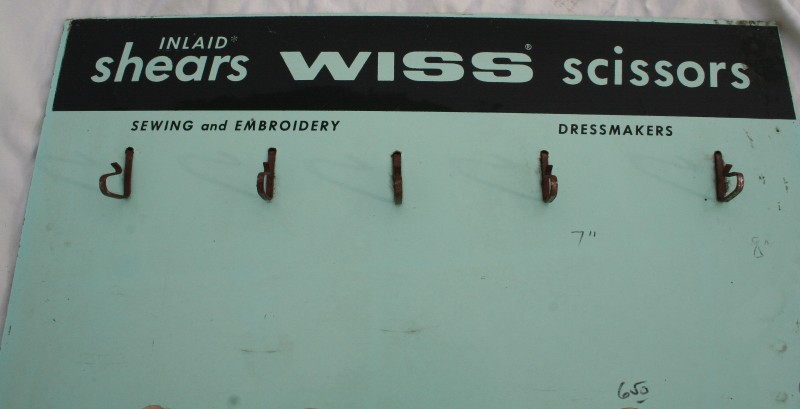 INLAID*
shears WISS® scissors
SEWING and EMBROIDERY DRESSMAKERS
7"
8"
650